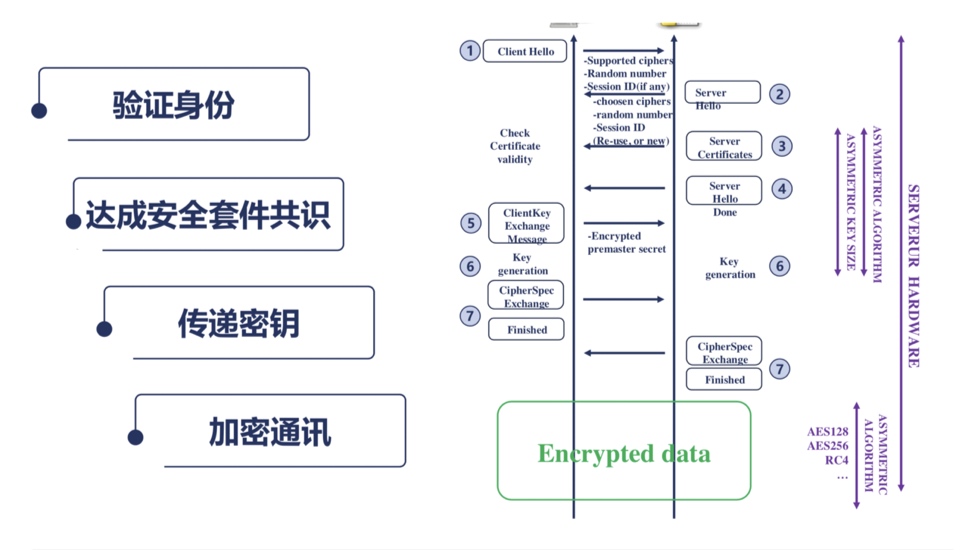 验证身份
达成安全套件共识
传递密钥
加密通讯
1
Client Hello
-Supported ciphers
-Random number
-Session ID(if any)
Server
Hello
2
-choosen ciphers
-random number
-Session ID
(Re-use, or new)
Check
Certificate
validity
Server
Certificates
3
Server
Hello
Done
4
5
ClientKey
Exchange
Message
-Encrypted
premaster secret
6
Key
generation
Key
generation
6
7
CipherSpec
Exchange
Finished
CipherSpec
Exchange
Finished
7
Encrypted data
ASYMMETRIC KEY SIZE
ASYMMETRIC ALGORITHM
SERVERUR HARDWARE
AES128
AES256
RC4
...
ASYMMETRIC
ALGORITHM